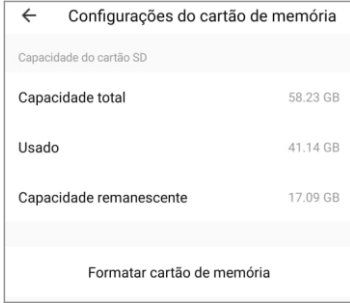 ← Configurações do cartão de memória
Capacidade do cartão SD
Capacidade total 58.23 GB
Usado 41.14 GB
Capacidade remanescente 17.09 GB
Formatar cartão de memória